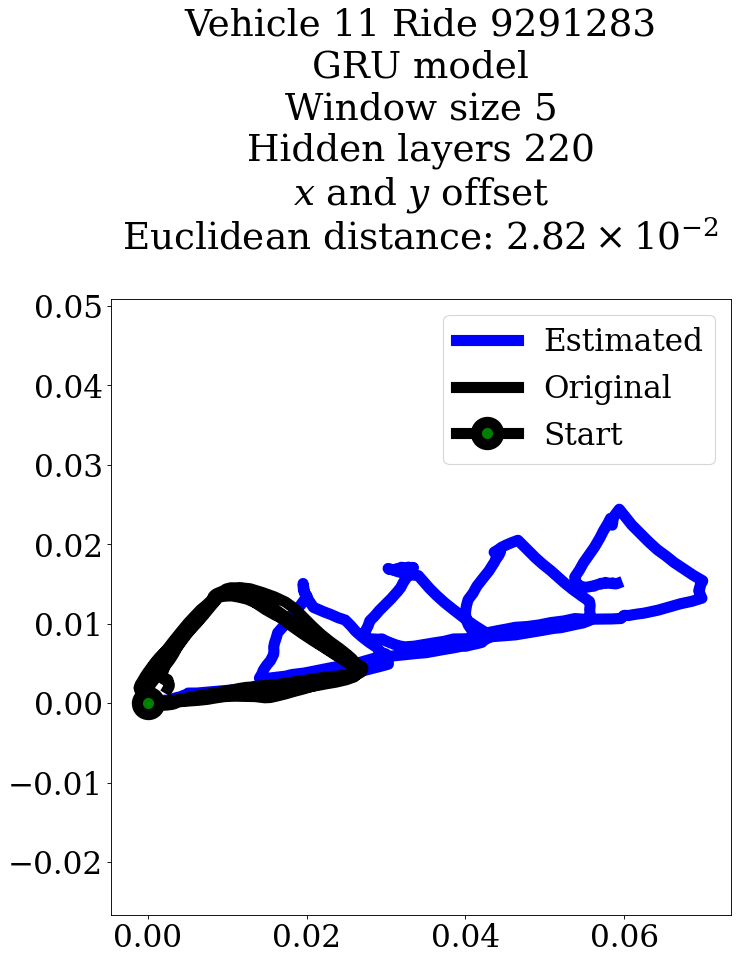 Vehicle 11 Ride 9291283
GRU model
Window size 5
Hidden layers 220
x and y offset
Euclidean distance: 2.82 × 10⁻²
Estimated
Original
Start
0.05
0.04
0.03
0.02
0.01
0.00
−0.01
−0.02
0.00 0.02 0.04 0.06